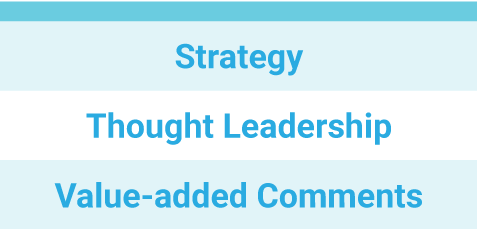 Strategy
Thought Leadership
Value-added Comments